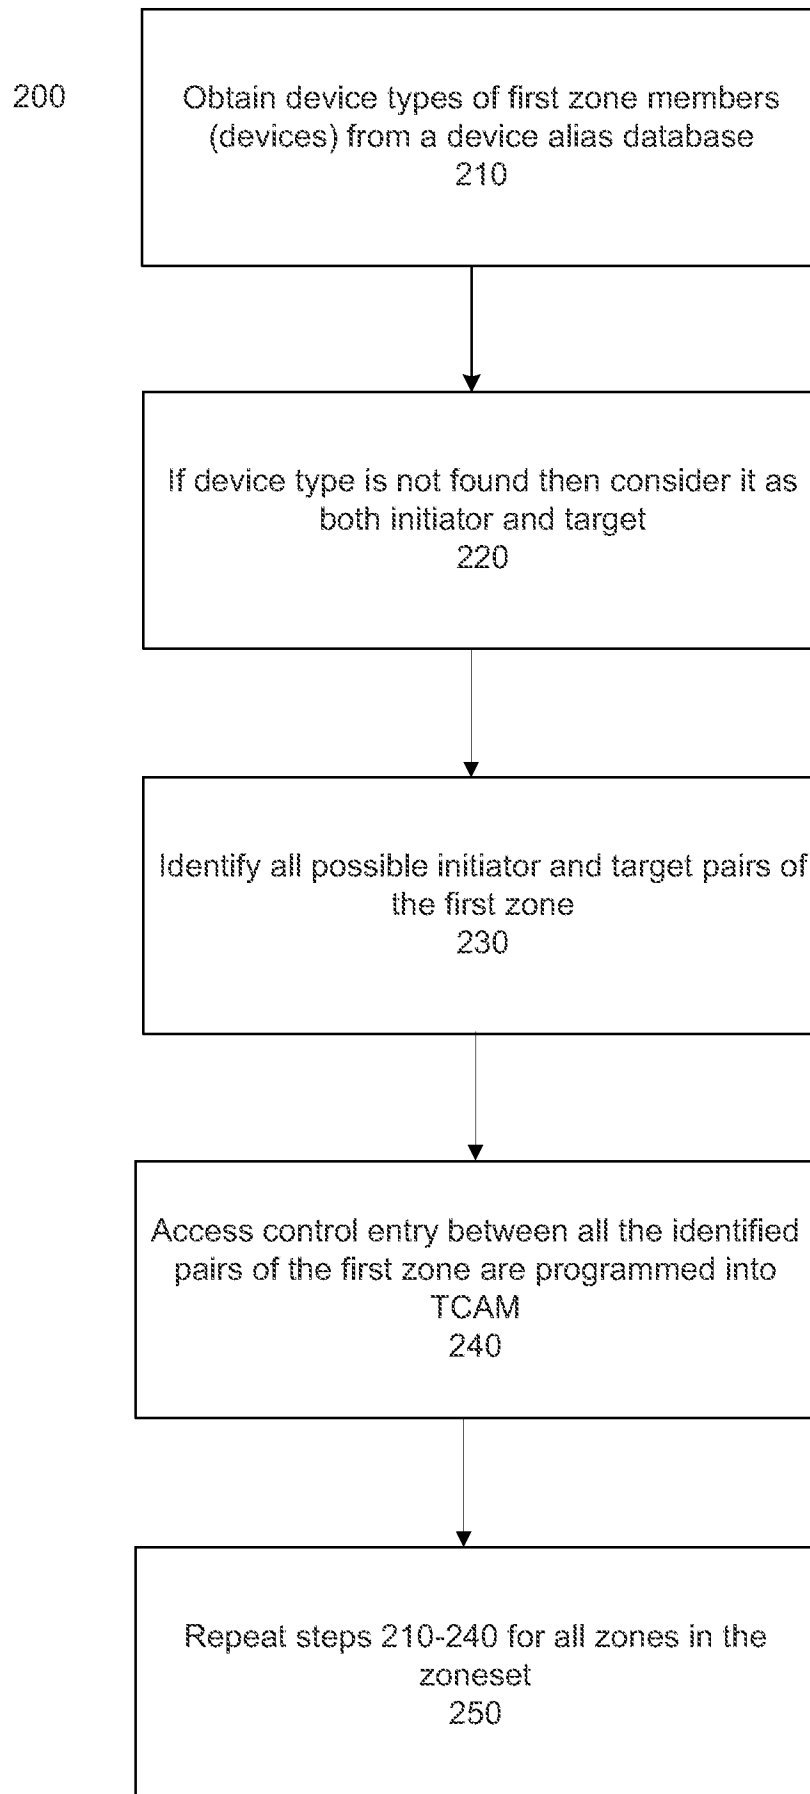 200
Obtain device types of first zone members
(devices) from a device alias database
210
If device type is not found then consider it as
both initiator and target
220
Identify all possible initiator and target pairs of
the first zone
230
Access control entry between all the identified
pairs of the first zone are programmed into
TCAM
240
Repeat steps 210-240 for all zones in the
zoneset
250